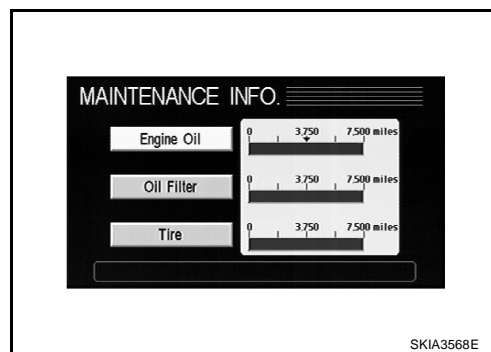 MAINTENANCE INFO.
Engine Oil 0 3,750 7,500 miles
Oil Filter 0 3,750 7,500 miles
Tire 0 3,750 7,500 miles
SKIA3568E